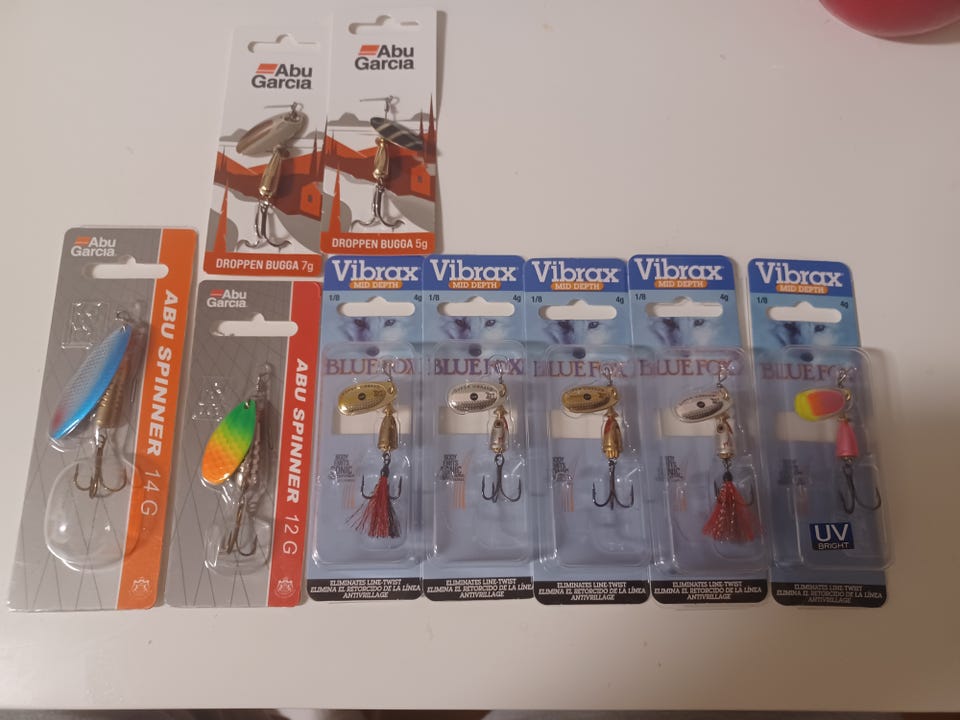 Abu
Garcia
DROPPEN BUGGA 7g
Abu
Garcia
DROPPEN BUGGA 5g
Abu
Garcia
ABU SPINNER 14 G
Abu
Garcia
ABU SPINNER 12 G
Vibrax
MID DEPTH
1/8 4g
BLUE FOX
ELIMINATES LINE-TWIST
ELIMINA EL RETORCIDO DE LA LÍNEA
ANTIVRILLAGE
Vibrax
MID DEPTH
1/8 4g
BLUE FOX
ELIMINATES LINE-TWIST
ELIMINA EL RETORCIDO DE LA LÍNEA
ANTIVRILLAGE
Vibrax
MID DEPTH
1/8 4g
BLUE FOX
ELIMINATES LINE-TWIST
ELIMINA EL RETORCIDO DE LA LÍNEA
ANTIVRILLAGE
Vibrax
MID DEPTH
1/8 4g
BLUE FOX
ELIMINATES LINE-TWIST
ELIMINA EL RETORCIDO DE LA LÍNEA
ANTIVRILLAGE
Vibrax
MID DEPTH
1/8 4g
BLUE FOX
UV
BRIGHT
ELIMINATES LINE-TWIST
ELIMINA EL RETORCIDO DE LA LÍNEA
ANTIVRILLAGE